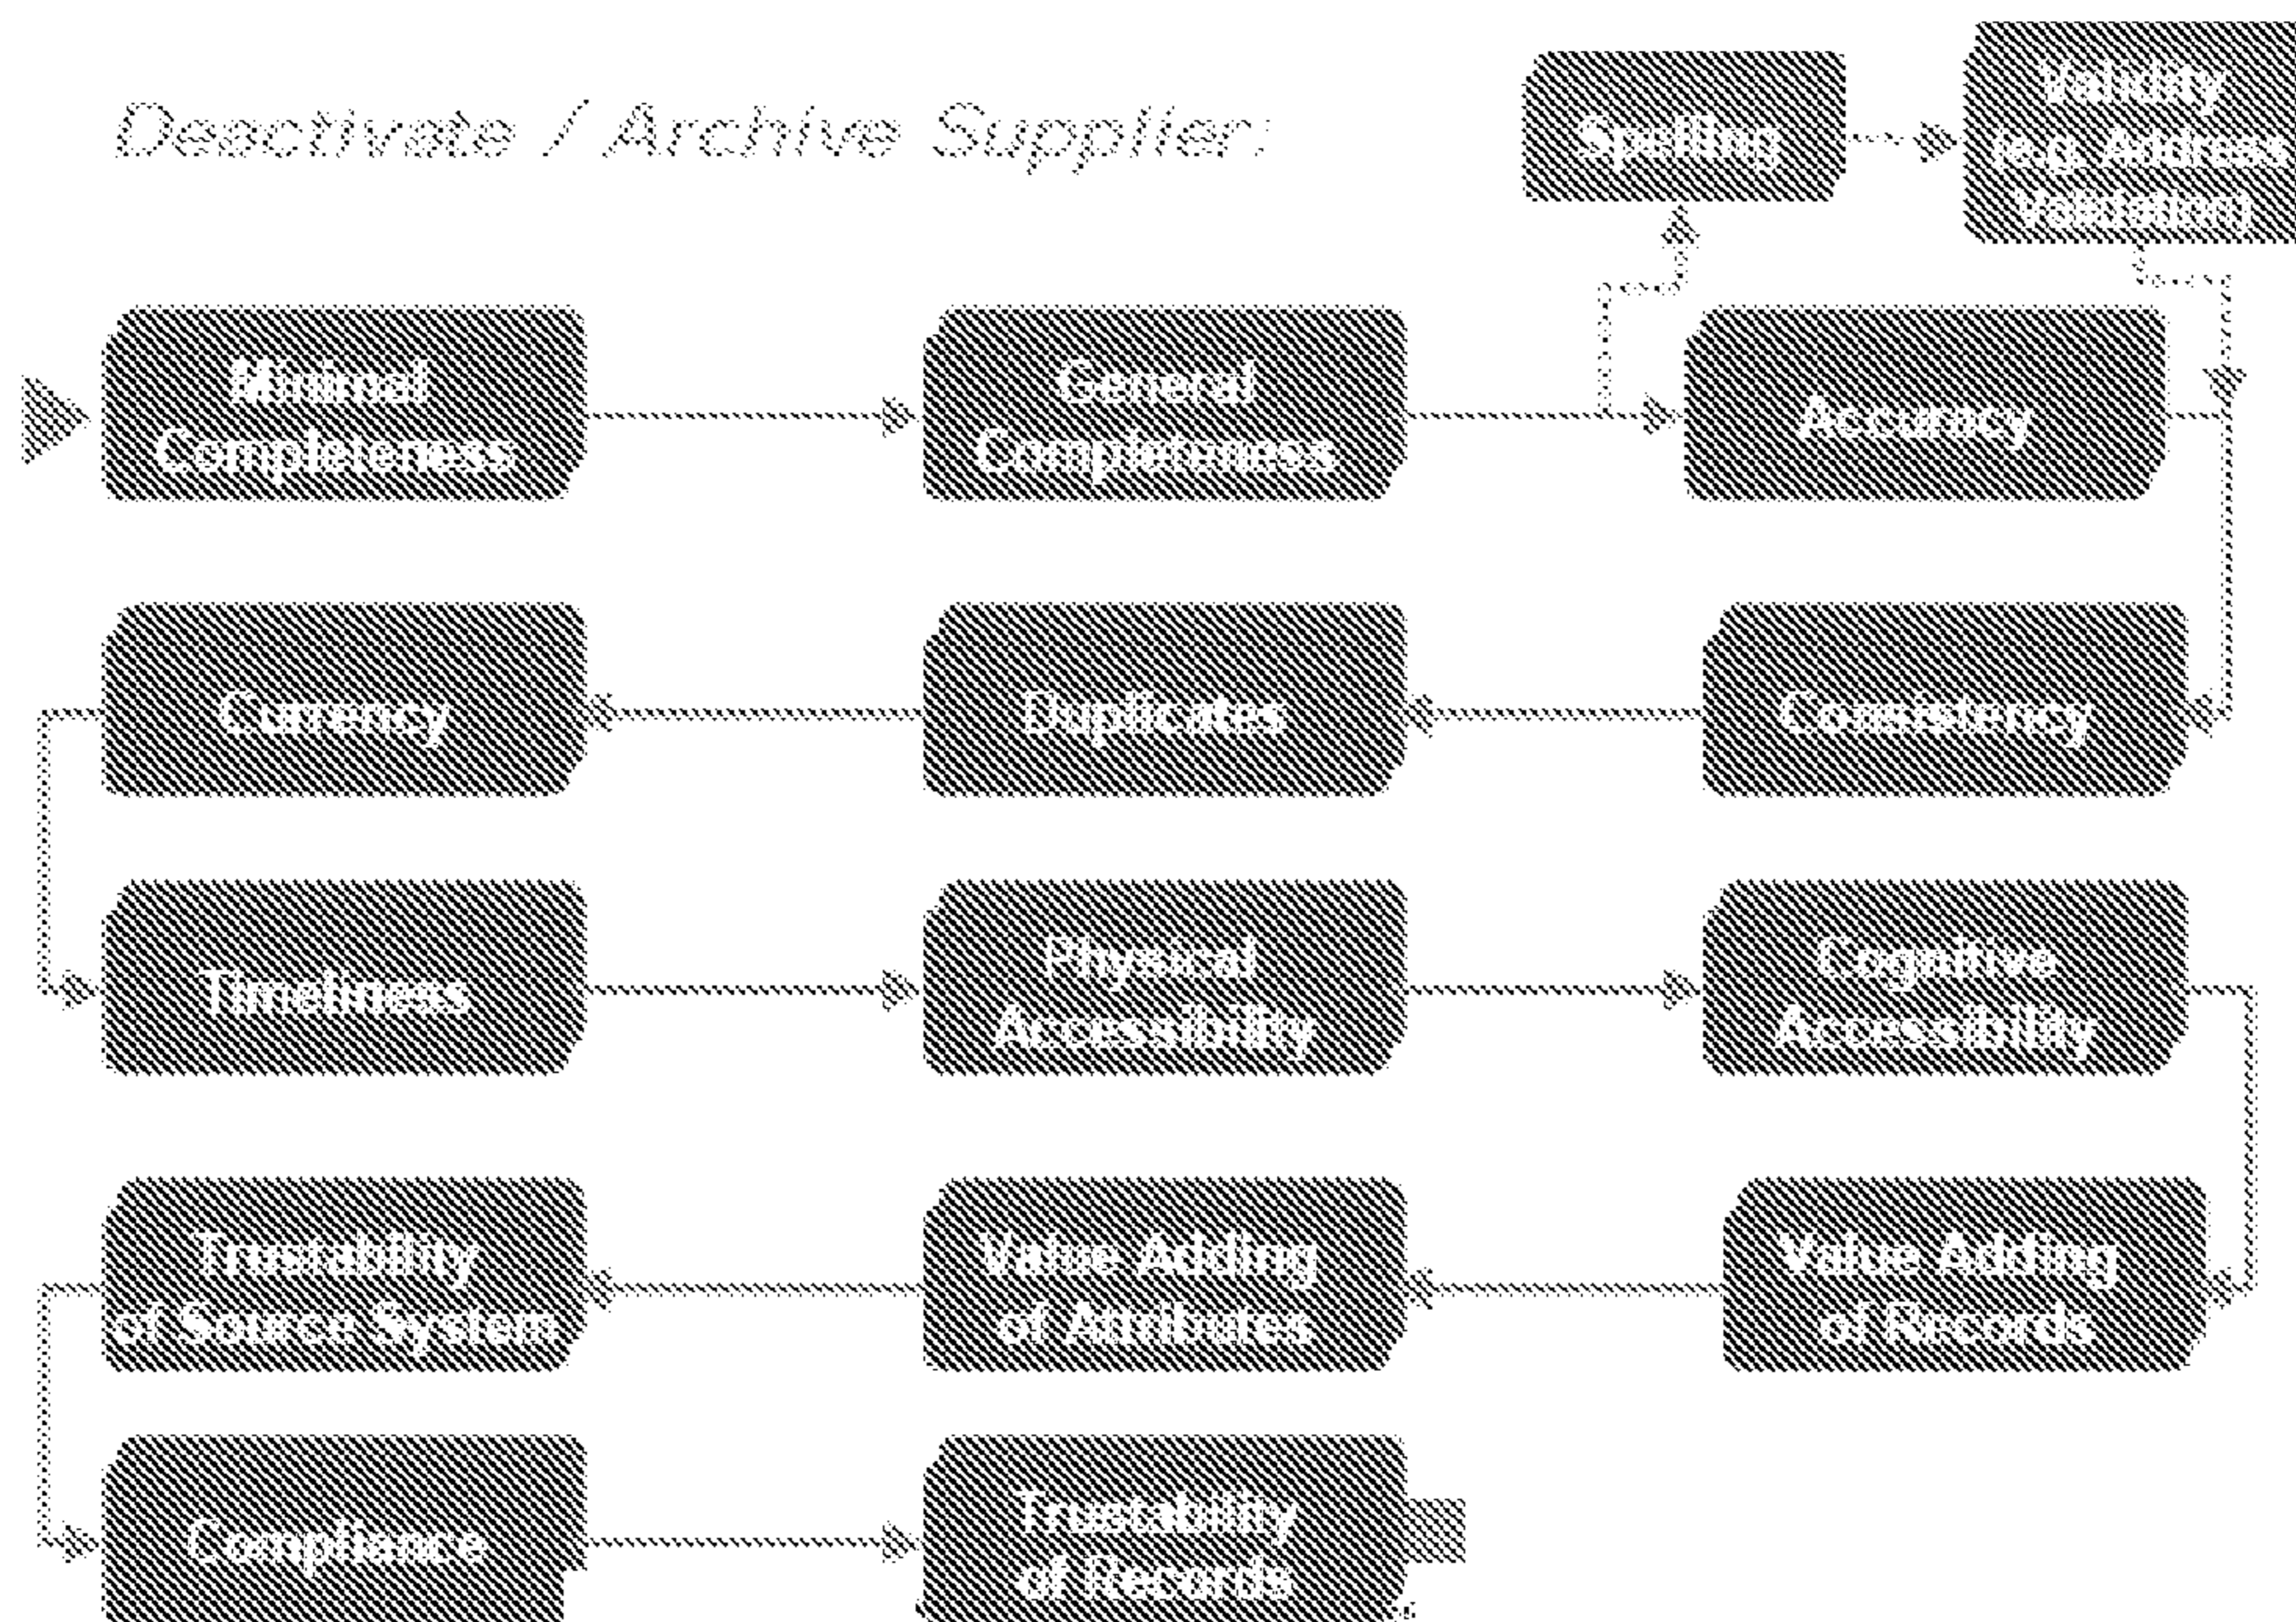 Deactivate / Archive Supplier:
Spelling
Validity
(e.g. Address
Validation)
Minimal
Completeness
General
Completeness
Accuracy
Currency
Duplicates
Consistency
Timeliness
Physical
Accessibility
Cognitive
Accessibility
Trustability
of Source System
Value Adding
of Attributes
Value Adding
of Records
Compliance
Trustability
of Records